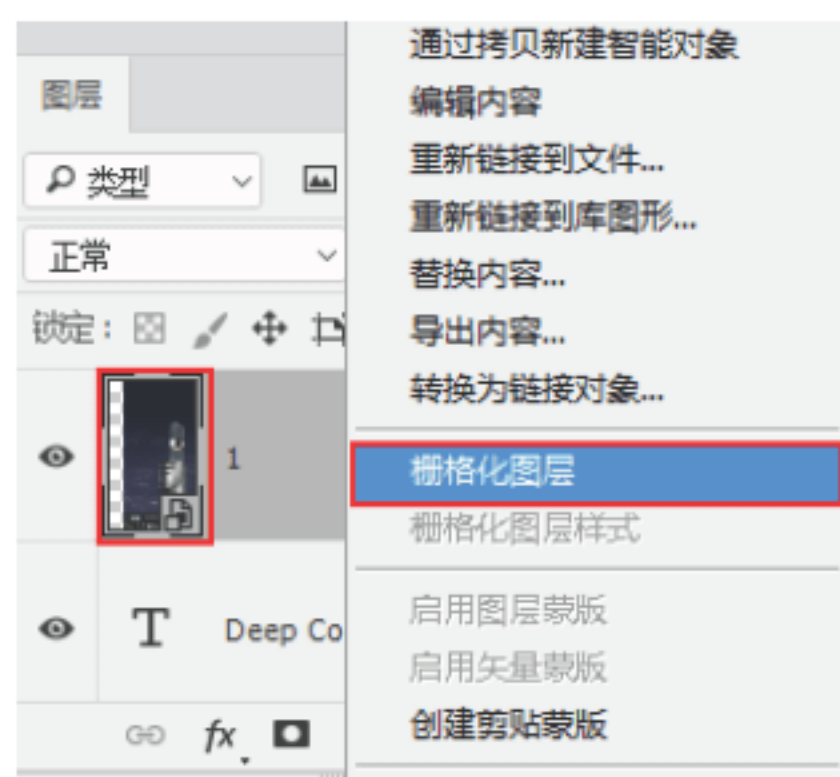 图层
类型
正常
锁定：
1
T
Deep Co
fx
通过拷贝新建智能对象
编辑内容
重新链接到文件...
重新链接到库图形...
替换内容...
导出内容...
转换为链接对象...
栅格化图层
栅格化图层样式
启用图层蒙版
启用矢量蒙版
创建剪贴蒙版